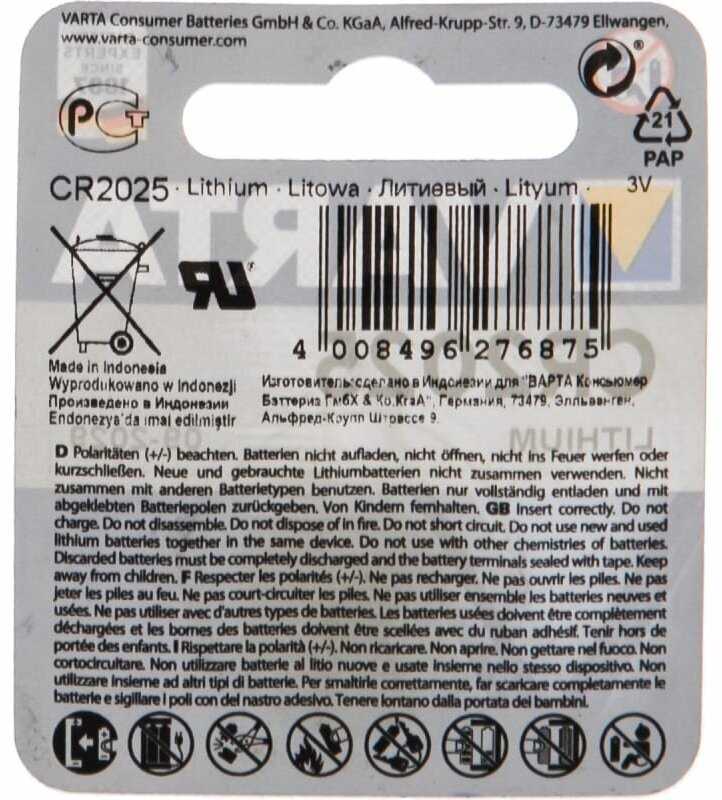 VARTA Consumer Batteries GmbH & Co. KGaA, Alfred-Krupp-Str. 9, D-73479 Ellwangen,
www.varta-consumer.com
21
PAP
CR2025 · Lithium · Litowa · Литиевый · Lityum · 3V
4 008496 276875
Made in Indonesia
Wyprodukowano w Indonezji
Произведено в Индонезии
Endonezya'da imal edilmiştir
Изготовитель:сделано в Индонезии для "ВАРТА Консьюмер
Баттериз ГмбХ & Ко.КгаА", Германия, 73479, Элльванген,
Альфред-Крупп Штрассе 9.
D Polaritäten (+/-) beachten. Batterien nicht aufladen, nicht öffnen, nicht ins Feuer werfen oder
kurzschließen. Neue und gebrauchte Lithiumbatterien nicht zusammen verwenden. Nicht
zusammen mit anderen Batterietypen benutzen. Batterien nur vollständig entladen und mit
abgeklebten Batteriepolen zurückgeben. Von Kindern fernhalten. GB Insert correctly. Do not
charge. Do not disassemble. Do not dispose of in fire. Do not short circuit. Do not use new and used
lithium batteries together in the same device. Do not use with other chemistries of batteries.
Discarded batteries must be completely discharged and the battery terminals sealed with tape. Keep
away from children. F Respecter les polarités (+/-). Ne pas recharger. Ne pas ouvrir les piles. Ne pas
jeter les piles au feu. Ne pas court-circuiter les piles. Ne pas utiliser ensemble les batteries neuves et
usées. Ne pas utiliser avec d'autres types de batteries. Les batteries usées doivent être complètement
déchargées et les bornes des batteries doivent être scellées avec du ruban adhésif. Tenir hors de
portée des enfants. I Rispettare la polarità (+/-). Non ricaricare. Non aprire. Non gettare nel fuoco. Non
cortocircuitare. Non utilizzare batterie al litio nuove e usate insieme nello stesso dispositivo. Non
utilizzare insieme ad altri tipi di batterie. Per smaltirle correttamente, far scaricare completamente le
batterie e sigillare i poli con del nastro adesivo. Tenere lontano dalla portata dei bambini.